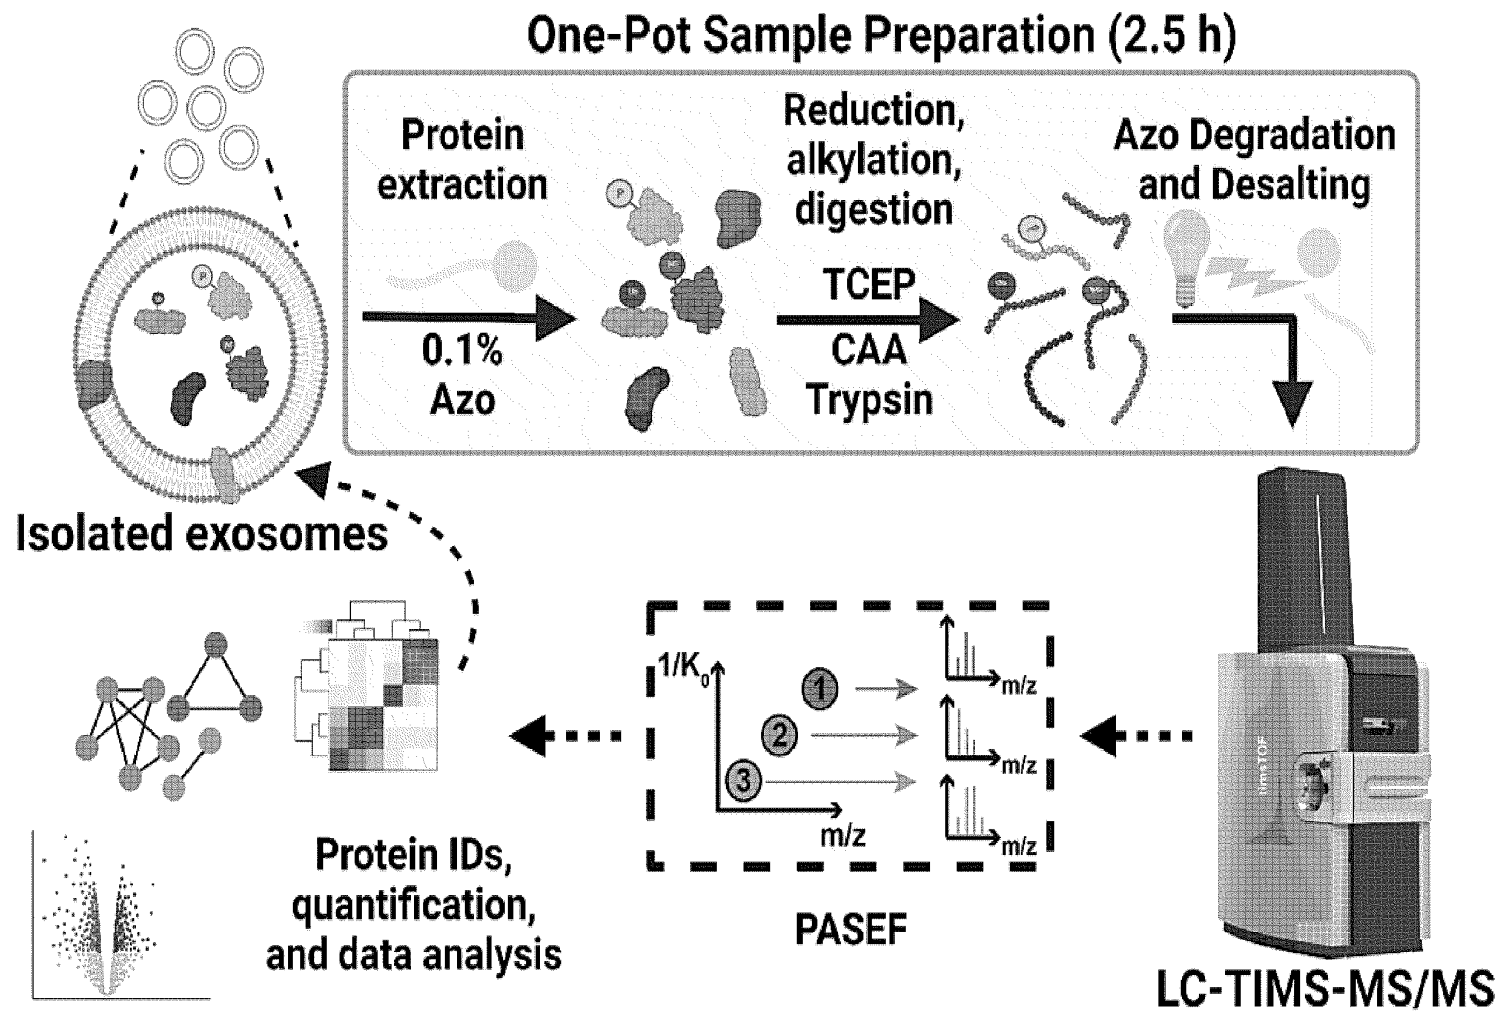 One-Pot Sample Preparation (2.5 h)
Protein
extraction
0.1%
Azo
Reduction,
alkylation,
digestion
TCEP
CAA
Trypsin
Azo Degradation
and Desalting
P
P
Isolated exosomes
timsTOF
LC-TIMS-MS/MS
1/K0
1
2
3
m/z
m/z
m/z
m/z
PASEF
Protein IDs,
quantification,
and data analysis